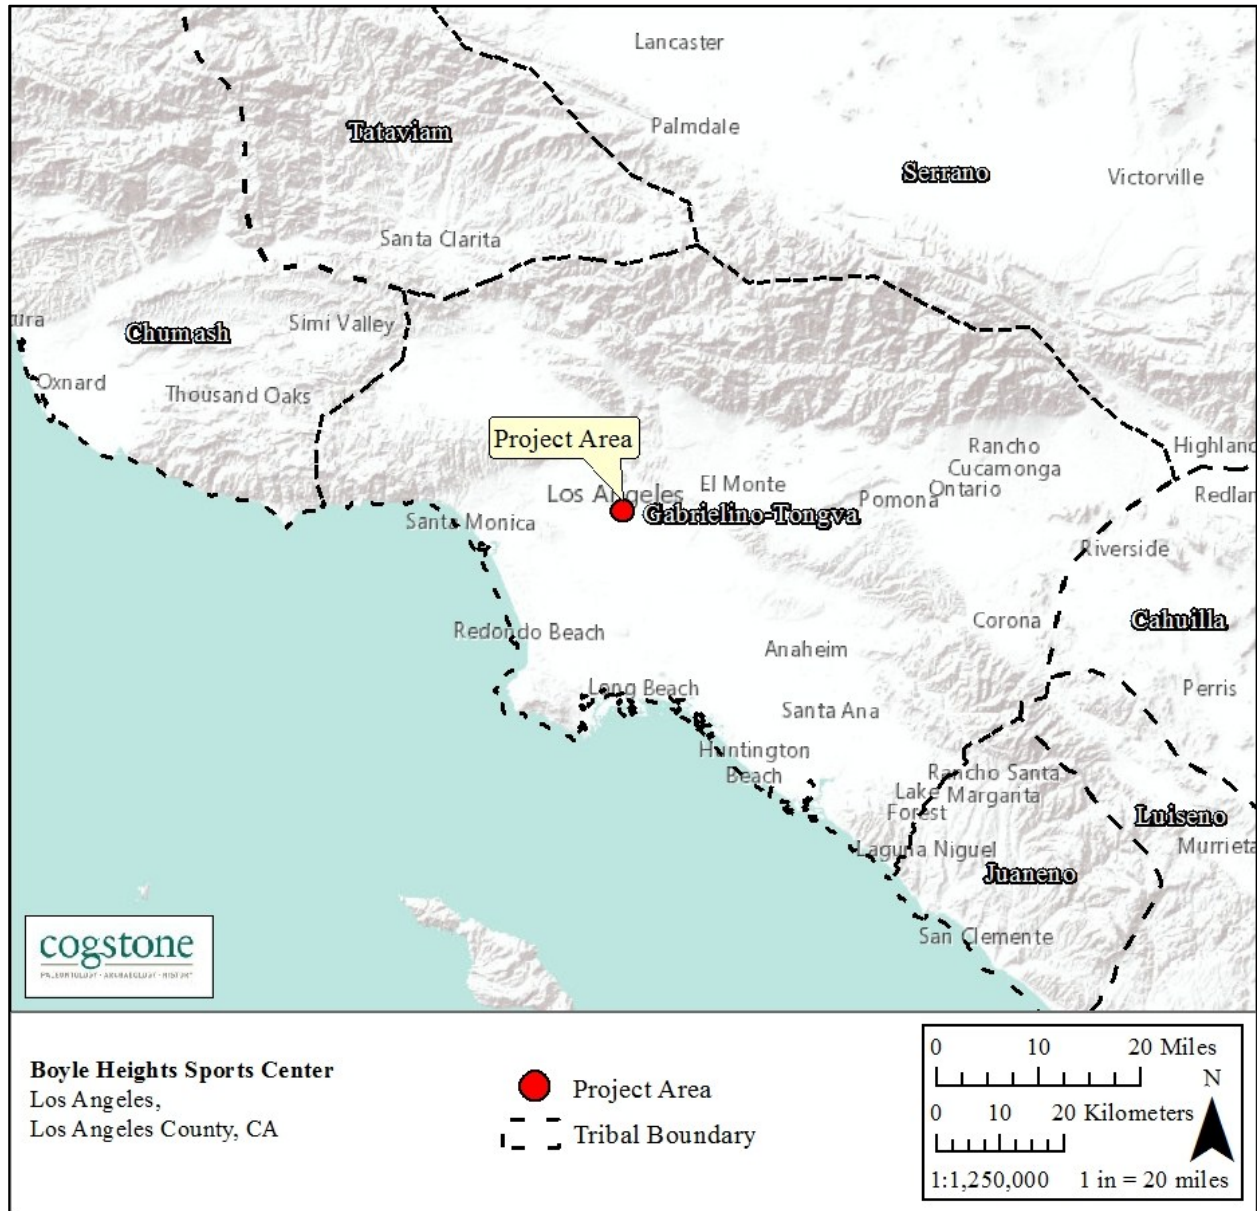 Lancaster
Tataviam
Palmdale
Serrano
Victorville
Santa Clarita
ura
Chumash
Simi Valley
Oxnard
Thousand Oaks
Project Area
Rancho
Cucamonga
Highland
Los Angeles
El Monte
Pomona
Ontario
Redlan
Santa Monica
Gabrielino-Tongva
Riverside
Redondo Beach
Corona
Cahuilla
Anaheim
Long Beach
Perris
Santa Ana
Huntington
Beach
Rancho Santa
Margarita
Lake
Forest
Luiseno
Laguna Niguel
Murrieta
Juaneno
San Clemente
cogstone
PALEONTOLOGY · ARCHAEOLOGY · HISTORY
Boyle Heights Sports Center
Los Angeles,
Los Angeles County, CA
Project Area
Tribal Boundary
0 10 20 Miles
N
0 10 20 Kilometers
1:1,250,000 1 in = 20 miles